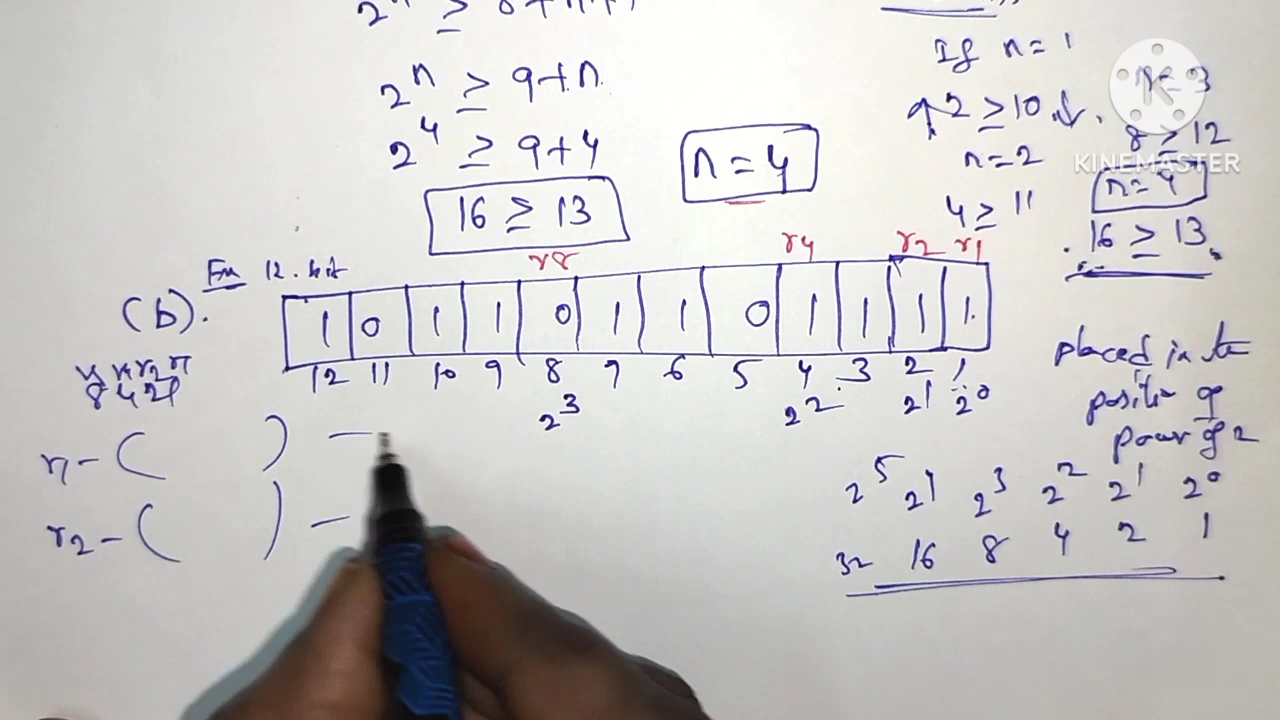 2^n ≥ 8+n+1
2^n ≥ 9+n
2^4 ≥ 9+4
16 ≥ 13
n = 4
If n = 1
2 ≥ 10
n = 2
4 ≥ 11
n = 3
8 ≥ 12
n = 4
16 ≥ 13
K
KINEMASTER
12. bit
(b).
r8 r4 r2 r1
1 0 1 1 0 1 1 0 1 1 1 1.
12 11 10 9 8 7 6 5 4 3 2 1
2^3 2^2 2^1 2^0
8 4 2 1
r1 - ( ) -
r2 - ( ) -
placed in the
position of
power of 2
2^5 2^4 2^3 2^2 2^1 2^0
32 16 8 4 2 1